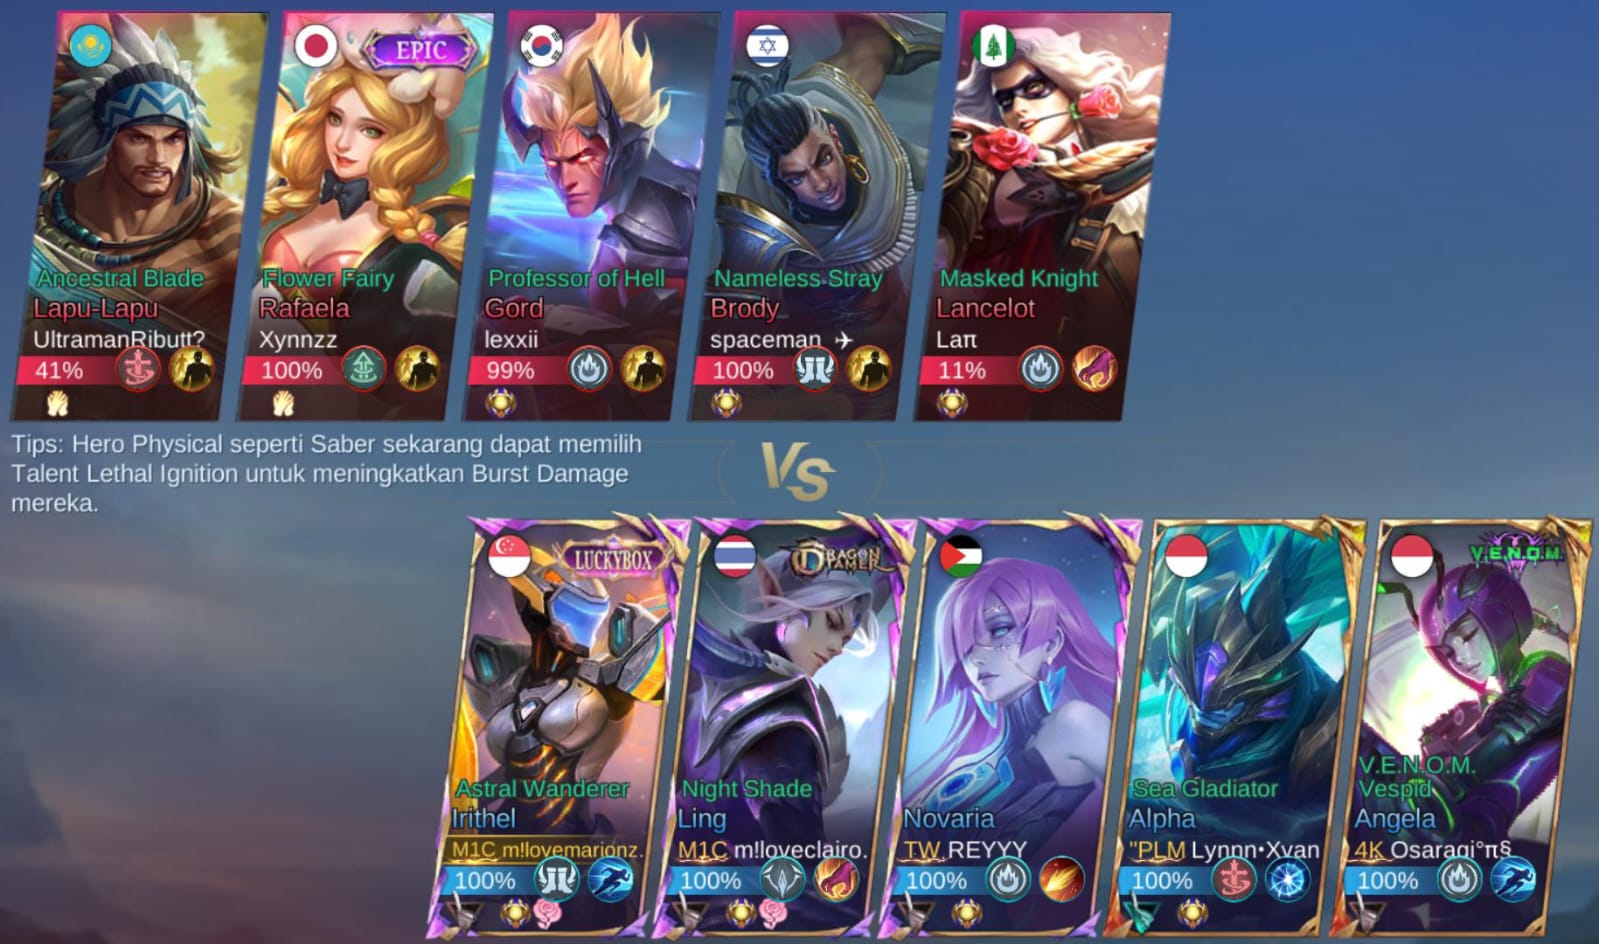 EPIC
Ancestral Blade
Lapu-Lapu
UltramanRibutt?
41%
Flower Fairy
Rafaela
Xynnzz
100%
Professor of Hell
Gord
lexxii
99%
Nameless Stray
Brody
spaceman ✈
100%
Masked Knight
Lancelot
Laπ
11%
Tips: Hero Physical seperti Saber sekarang dapat memilih
Talent Lethal Ignition untuk meningkatkan Burst Damage
mereka.
VS
LUCKYBOX
Astral Wanderer
Irithel
M1C m!lovemarionz.
100%
DRAGON
TAMER
Night Shade
Ling
M1C m!loveclairo.
100%
Novaria
TW.REYYY
100%
Sea Gladiator
Alpha
"PLM Lynnn•Xyan
100%
V.E.N.O.M.
V.E.N.O.M.
Vespid
Angela
4K Osaragi°π§
100%